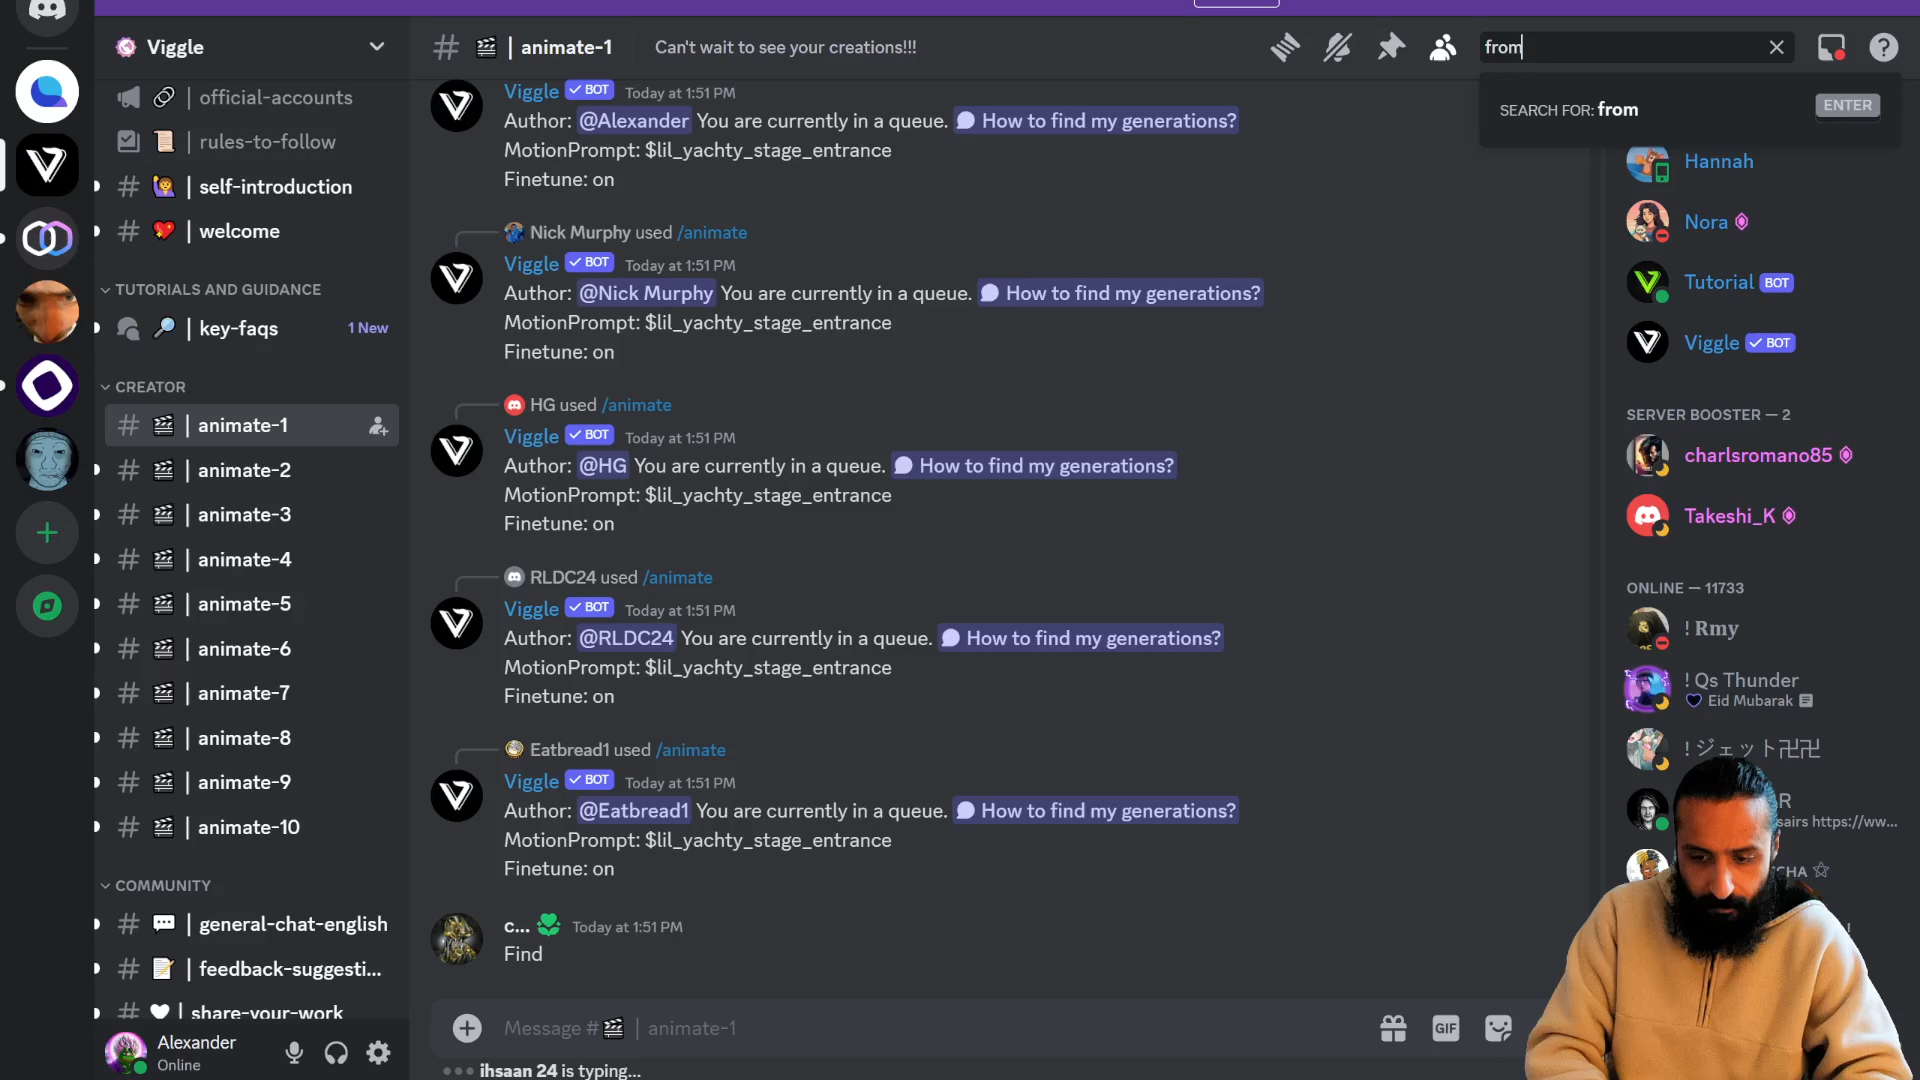 Viggle
| animate-1
Can't wait to see your creations!!!
from
SEARCH FOR: from
ENTER
| official-accounts
| rules-to-follow
| self-introduction
| welcome
TUTORIALS AND GUIDANCE
| key-faqs
1 New
CREATOR
| animate-1
| animate-2
| animate-3
| animate-4
| animate-5
| animate-6
| animate-7
| animate-8
| animate-9
| animate-10
COMMUNITY
| general-chat-english
| feedback-suggesti...
| share-your-work
Alexander
Online
Viggle BOT Today at 1:51 PM
Author: @Alexander You are currently in a queue. How to find my generations?
MotionPrompt: $lil_yachty_stage_entrance
Finetune: on
Nick Murphy used /animate
Viggle BOT Today at 1:51 PM
Author: @Nick Murphy You are currently in a queue. How to find my generations?
MotionPrompt: $lil_yachty_stage_entrance
Finetune: on
HG used /animate
Viggle BOT Today at 1:51 PM
Author: @HG You are currently in a queue. How to find my generations?
MotionPrompt: $lil_yachty_stage_entrance
Finetune: on
RLDC24 used /animate
Viggle BOT Today at 1:51 PM
Author: @RLDC24 You are currently in a queue. How to find my generations?
MotionPrompt: $lil_yachty_stage_entrance
Finetune: on
Eatbread1 used /animate
Viggle BOT Today at 1:51 PM
Author: @Eatbread1 You are currently in a queue. How to find my generations?
MotionPrompt: $lil_yachty_stage_entrance
Finetune: on
c... Today at 1:51 PM
Find
Message # | animate-1
GIF
ihsaan 24 is typing...
Hannah
Nora
Tutorial BOT
Viggle BOT
SERVER BOOSTER — 2
charlsromano85
Takeshi_K
ONLINE — 11733
! Rmy
! Qs Thunder
Eid Mubarak
! ジェット卍卍
R
sairs https://ww...
CHA ☆